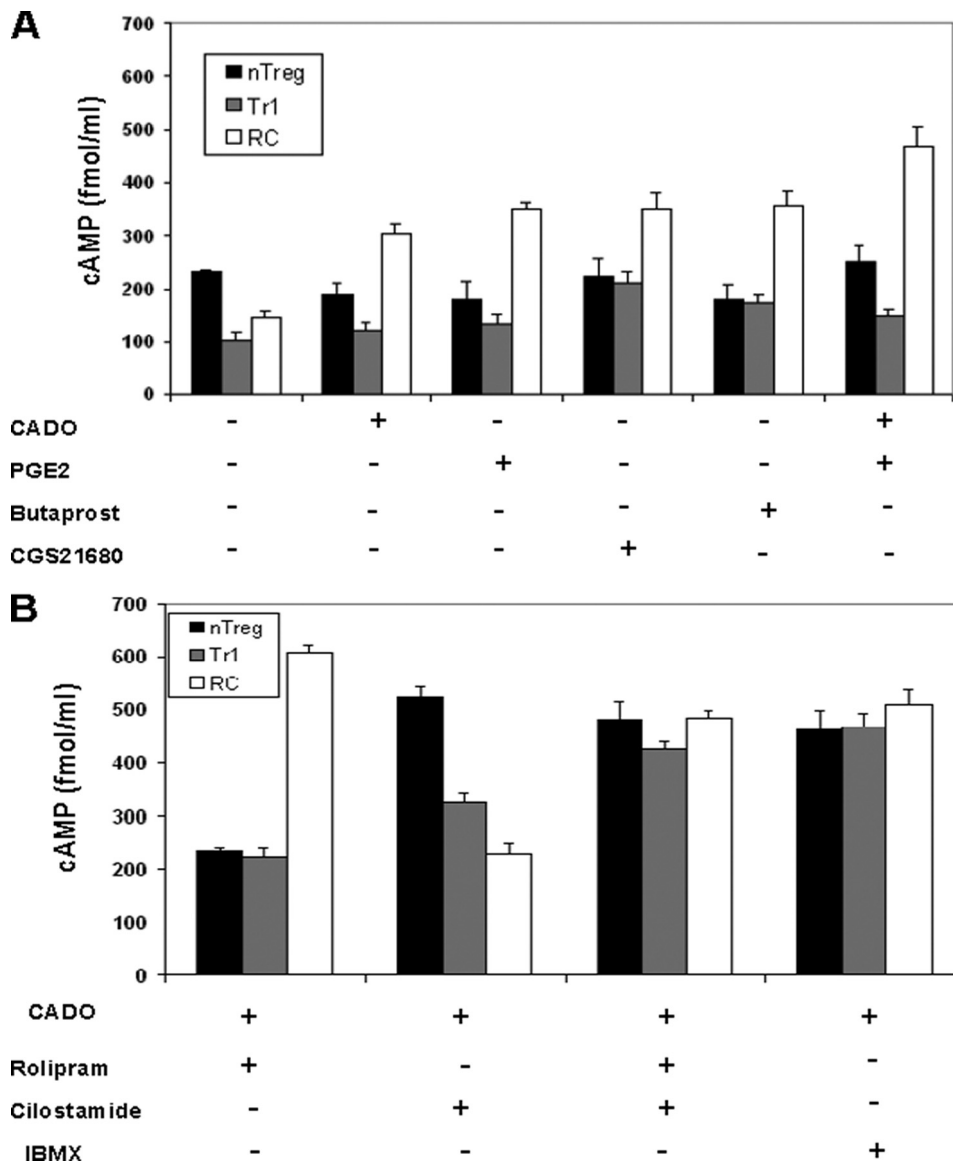 A
700
600
500
400
300
200
100
0
cAMP (fmol/ml)
nTreg
Tr1
RC
CADO - + - - - +
PGE2 - - + - - +
Butaprost - - - - + -
CGS21680 - - - + - -
B
700
600
500
400
300
200
100
0
cAMP (fmol/ml)
nTreg
Tr1
RC
CADO + + + +
Rolipram + - + -
Cilostamide - + + -
IBMX - - - +